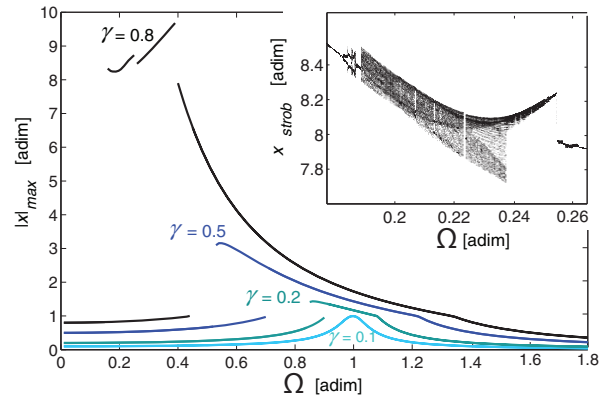 10
9
8
7
6
5
4
3
2
1
0
|x|max [adim]
γ = 0.8
γ = 0.5
γ = 0.2
γ = 0.1
0 0.2 0.4 0.6 0.8 1 1.2 1.4 1.6 1.8
Ω [adim]
8.4
8.2
8
7.8
x strob [adim]
0.2 0.22 0.24 0.26
Ω [adim]